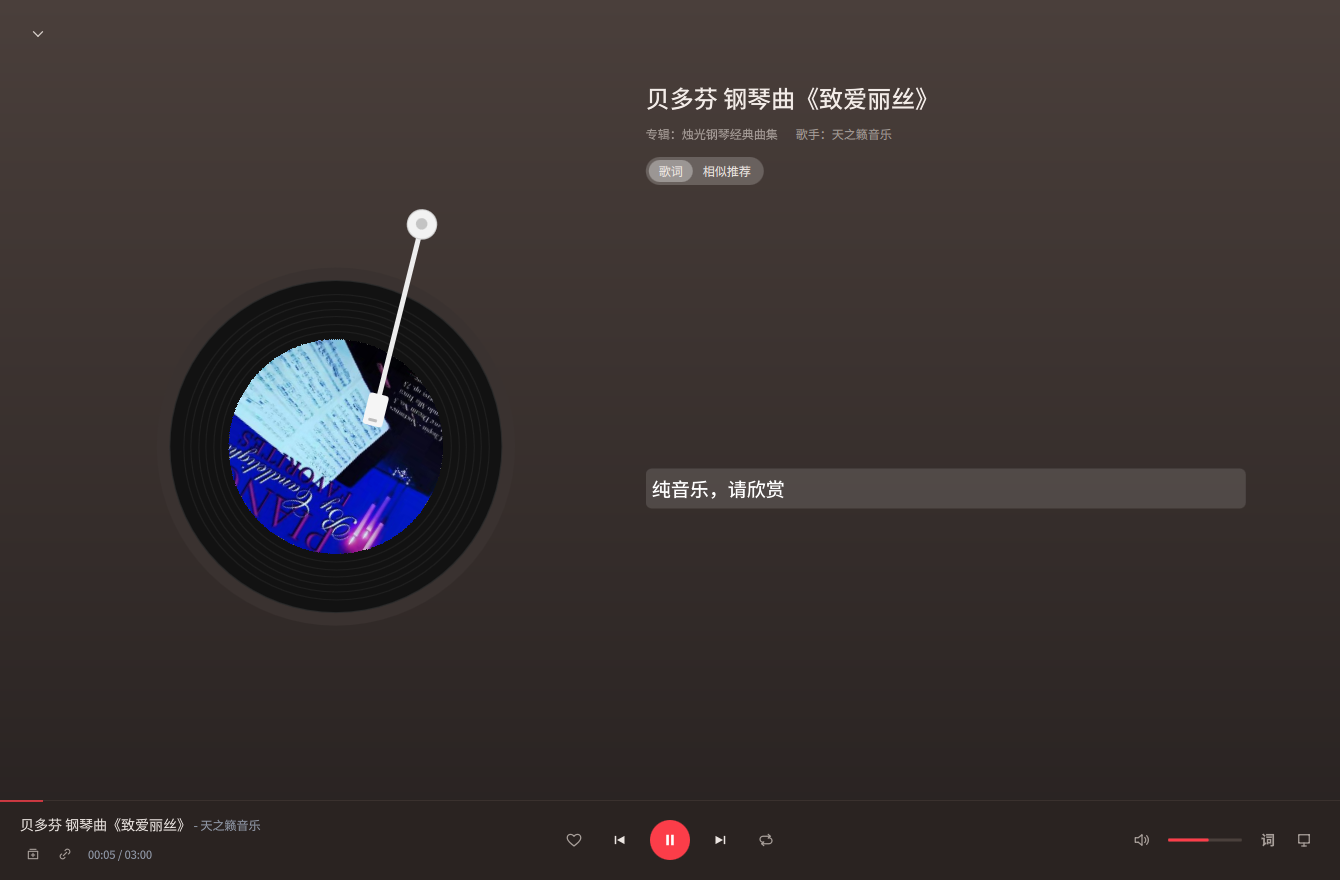 贝多芬 钢琴曲《致爱丽丝》
专辑：烛光钢琴经典曲集 歌手：天之籁音乐
歌词 相似推荐
纯音乐，请欣赏
贝多芬 钢琴曲《致爱丽丝》 - 天之籁音乐
00:05 / 03:00
词